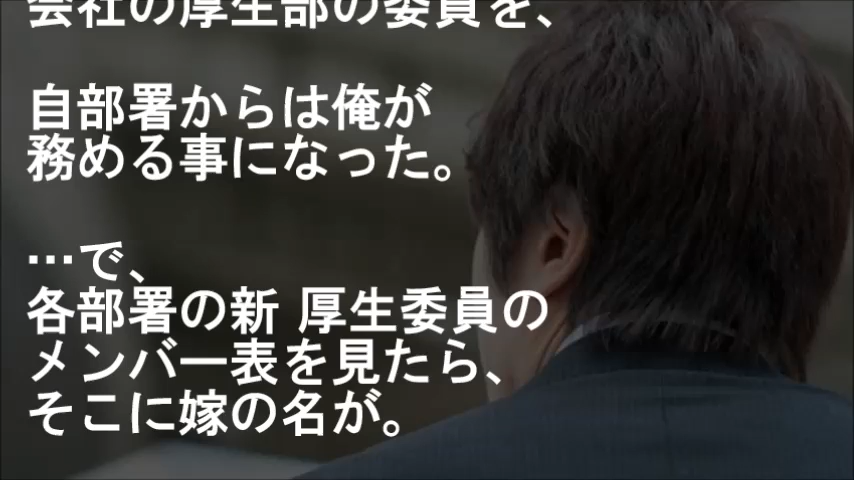 会社の厚生部の委員を、
自部署からは俺が
務める事になった。
…で、
各部署の新 厚生委員の
メンバー表を見たら、
そこに嫁の名が。